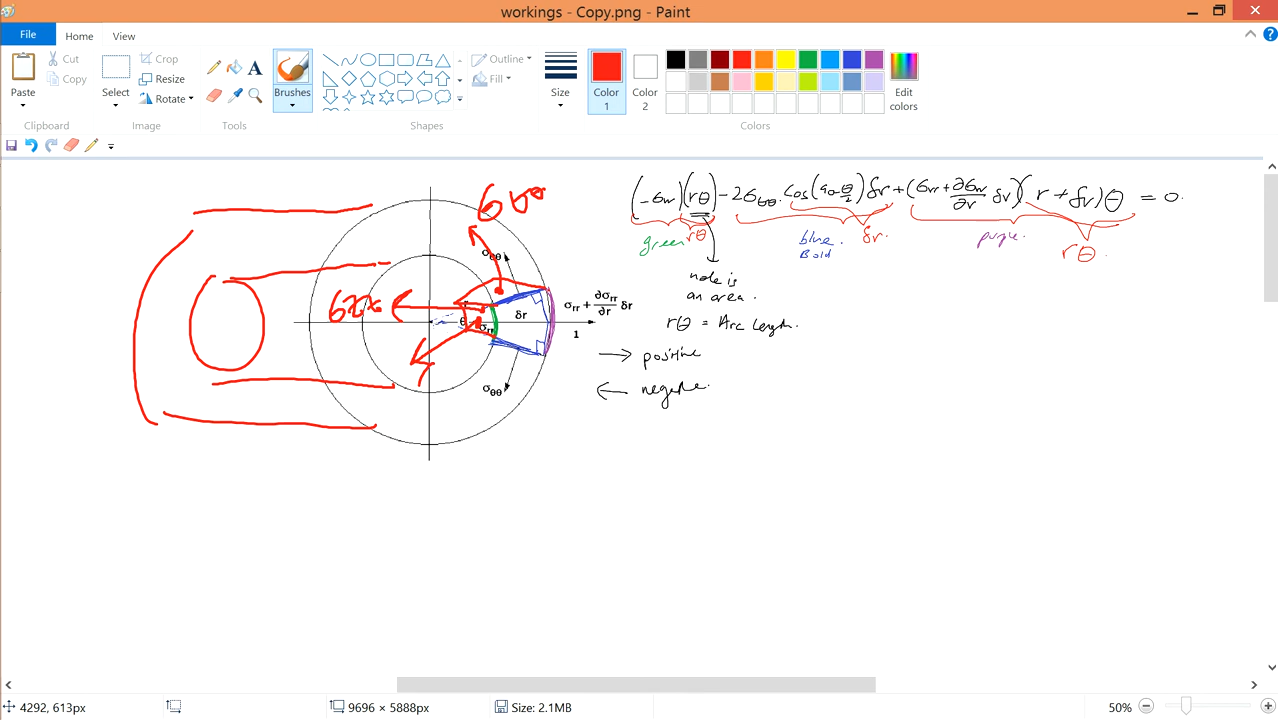 workings - Copy.png - Paint
File
Home
View
Paste
Cut
Copy
Clipboard
Select
Crop
Resize
Rotate
Image
A
Tools
Brushes
Outline
Fill
Shapes
Size
Color 1
Color 2
Edit colors
Colors
σθθ
σθθ
σrr + ∂σrr/∂r δr
δr
θ
σrr
1
σθθ
r
(-σrr)(rθ) - 2σθθ. cos(90-θ/2)δr + (σrr + ∂σrr/∂r δr)(r + δr)θ = 0.
green
rθ
blue.
Bold
δr.
purple.
rθ.
node is
an area.
rθ = Arc length.
→ positive
← negative.
4292, 613px
9696 × 5888px
Size: 2.1MB
50%